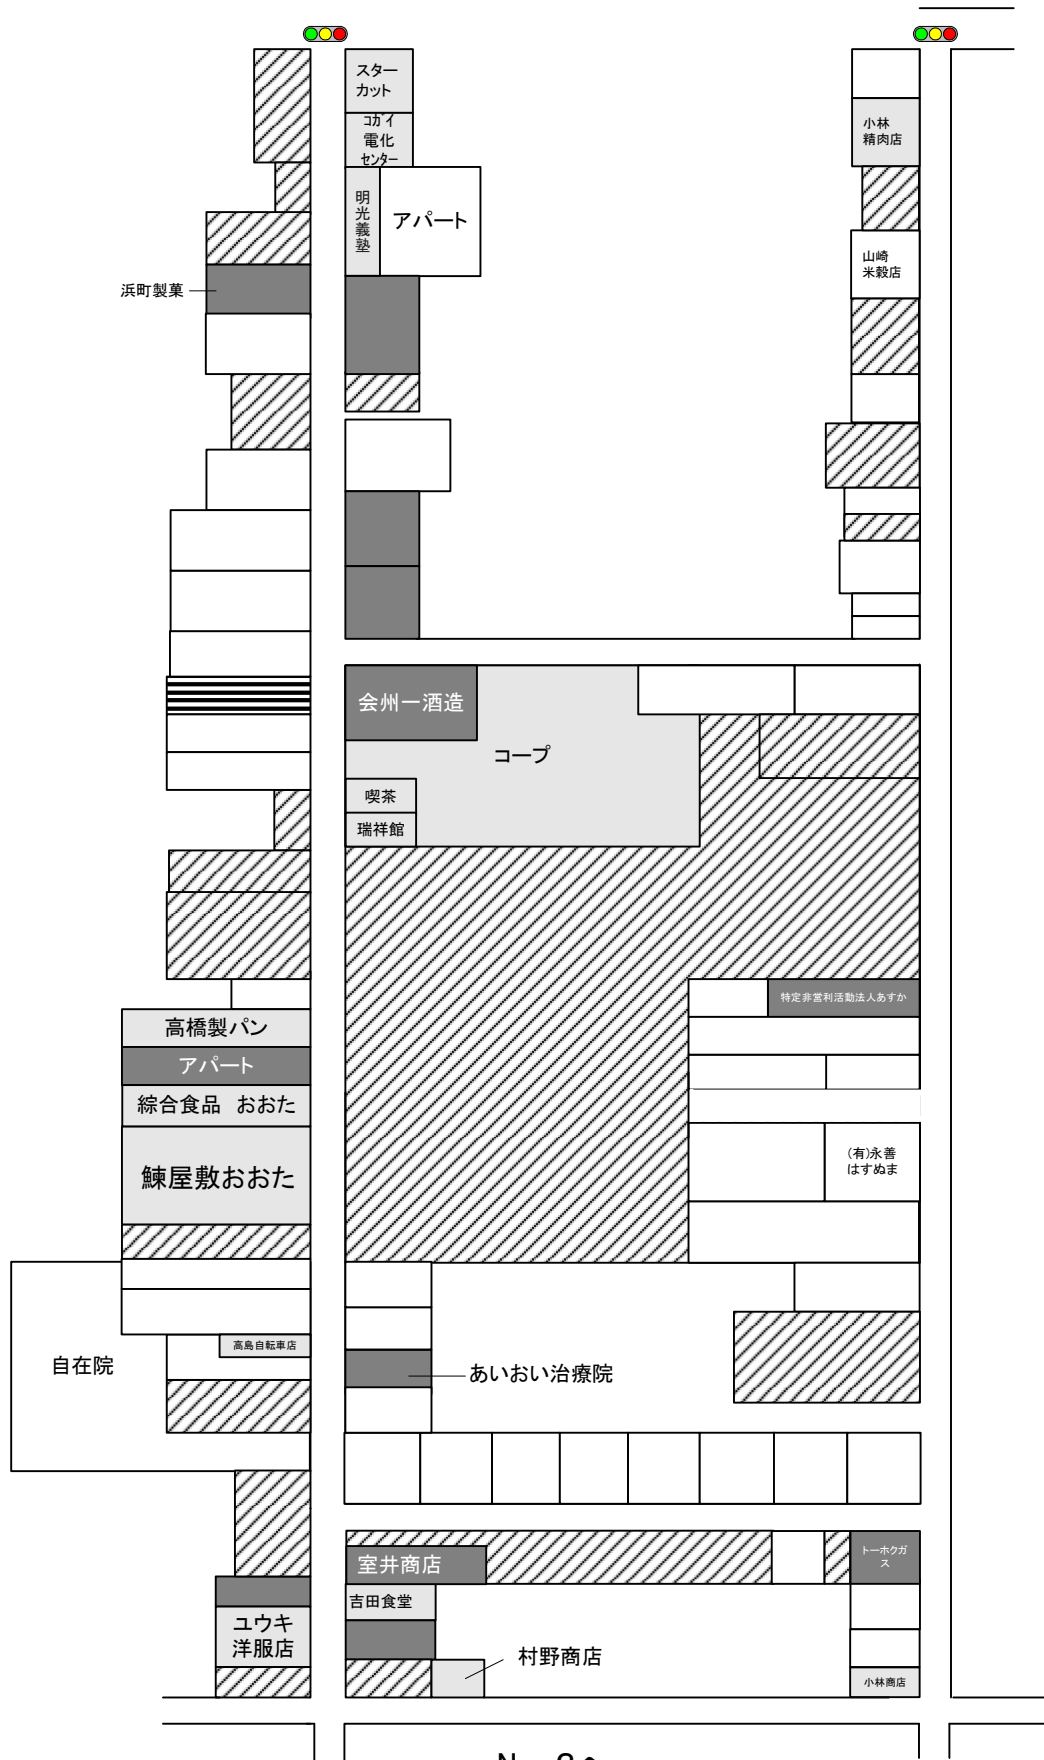 スター
カット
コガイ
電化
センター
明光義塾
アパート
小林
精肉店
山崎
米穀店
浜町製菓
会州一酒造
コープ
喫茶
瑞祥館
特定非営利活動法人あすか
高橋製パン
アパート
綜合食品　おおた
鰊屋敷おおた
(有)永善
はすぬま
高島自転車店
自在院
あいおい治療院
室井商店
トーホクガ
ス
吉田食堂
ユウキ
洋服店
村野商店
小林商店